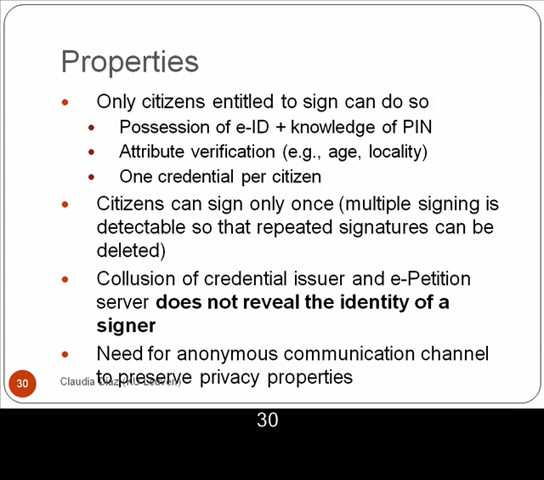 Properties
• Only citizens entitled to sign can do so
• Possession of e-ID + knowledge of PIN
• Attribute verification (e.g., age, locality)
• One credential per citizen
• Citizens can sign only once (multiple signing is
detectable so that repeated signatures can be
deleted)
• Collusion of credential issuer and e-Petition
server does not reveal the identity of a
signer
• Need for anonymous communication channel
to preserve privacy properties
30
Claudia Diaz
30